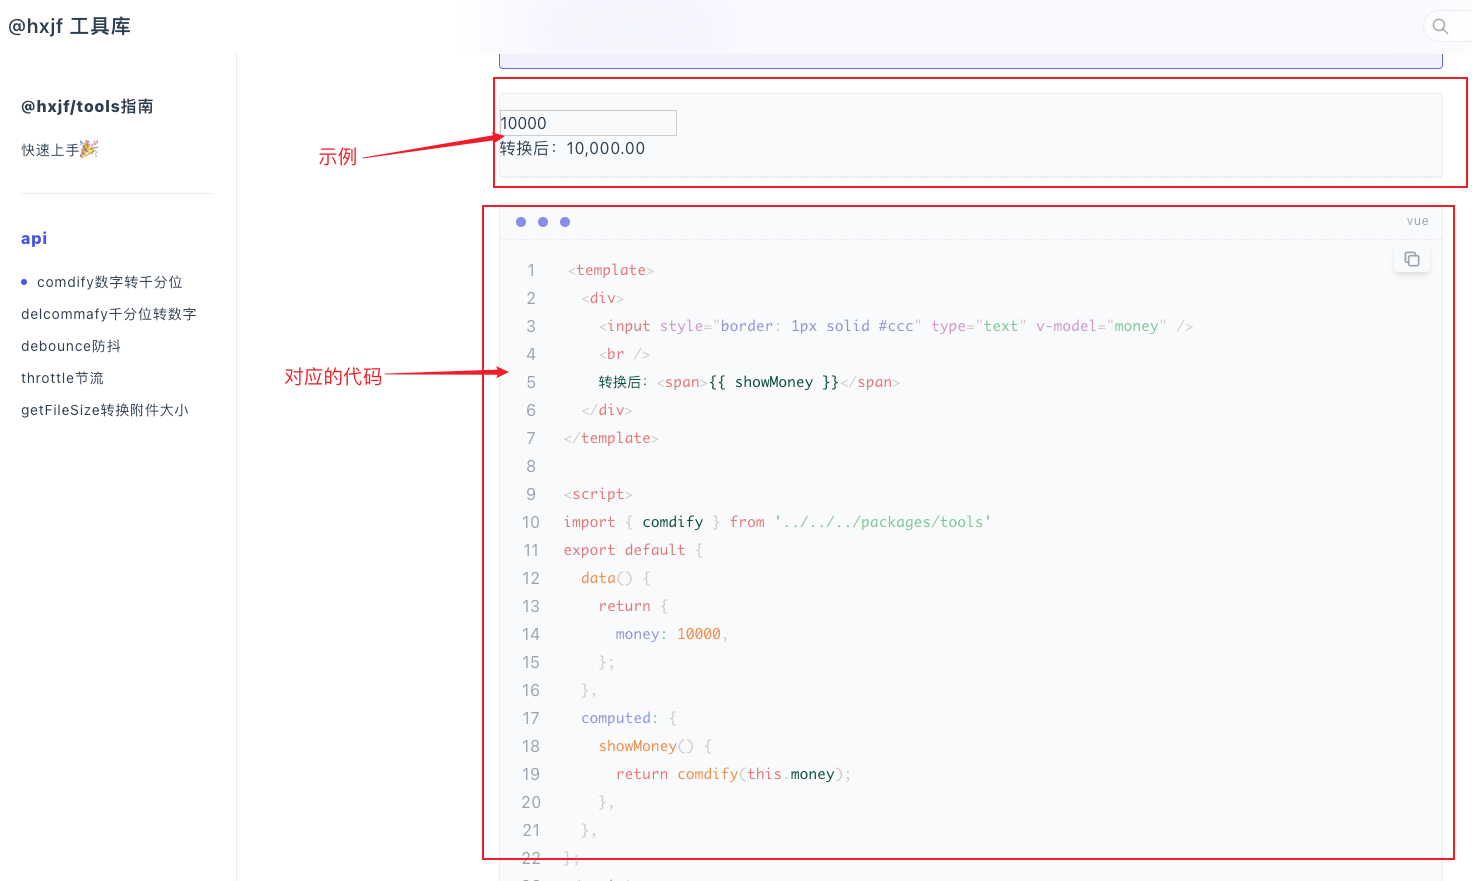 @hxjf 工具库
@hxjf/tools指南
快速上手🎉
api
comdify数字转千分位
delcommafy千分位转数字
debounce防抖
throttle节流
getFileSize转换附件大小
示例
10000
转换后：10,000.00
对应的代码
vue
1 <template>
2 <div>
3 <input style="border: 1px solid #ccc" type="text" v-model="money" />
4 <br />
5 转换后：<span>{{ showMoney }}</span>
6 </div>
7 </template>
8
9 <script>
10 import { comdify } from '../../../packages/tools'
11 export default {
12 data() {
13 return {
14 money: 10000,
15 };
16 },
17 computed: {
18 showMoney() {
19 return comdify(this.money);
20 },
21 },
22 };